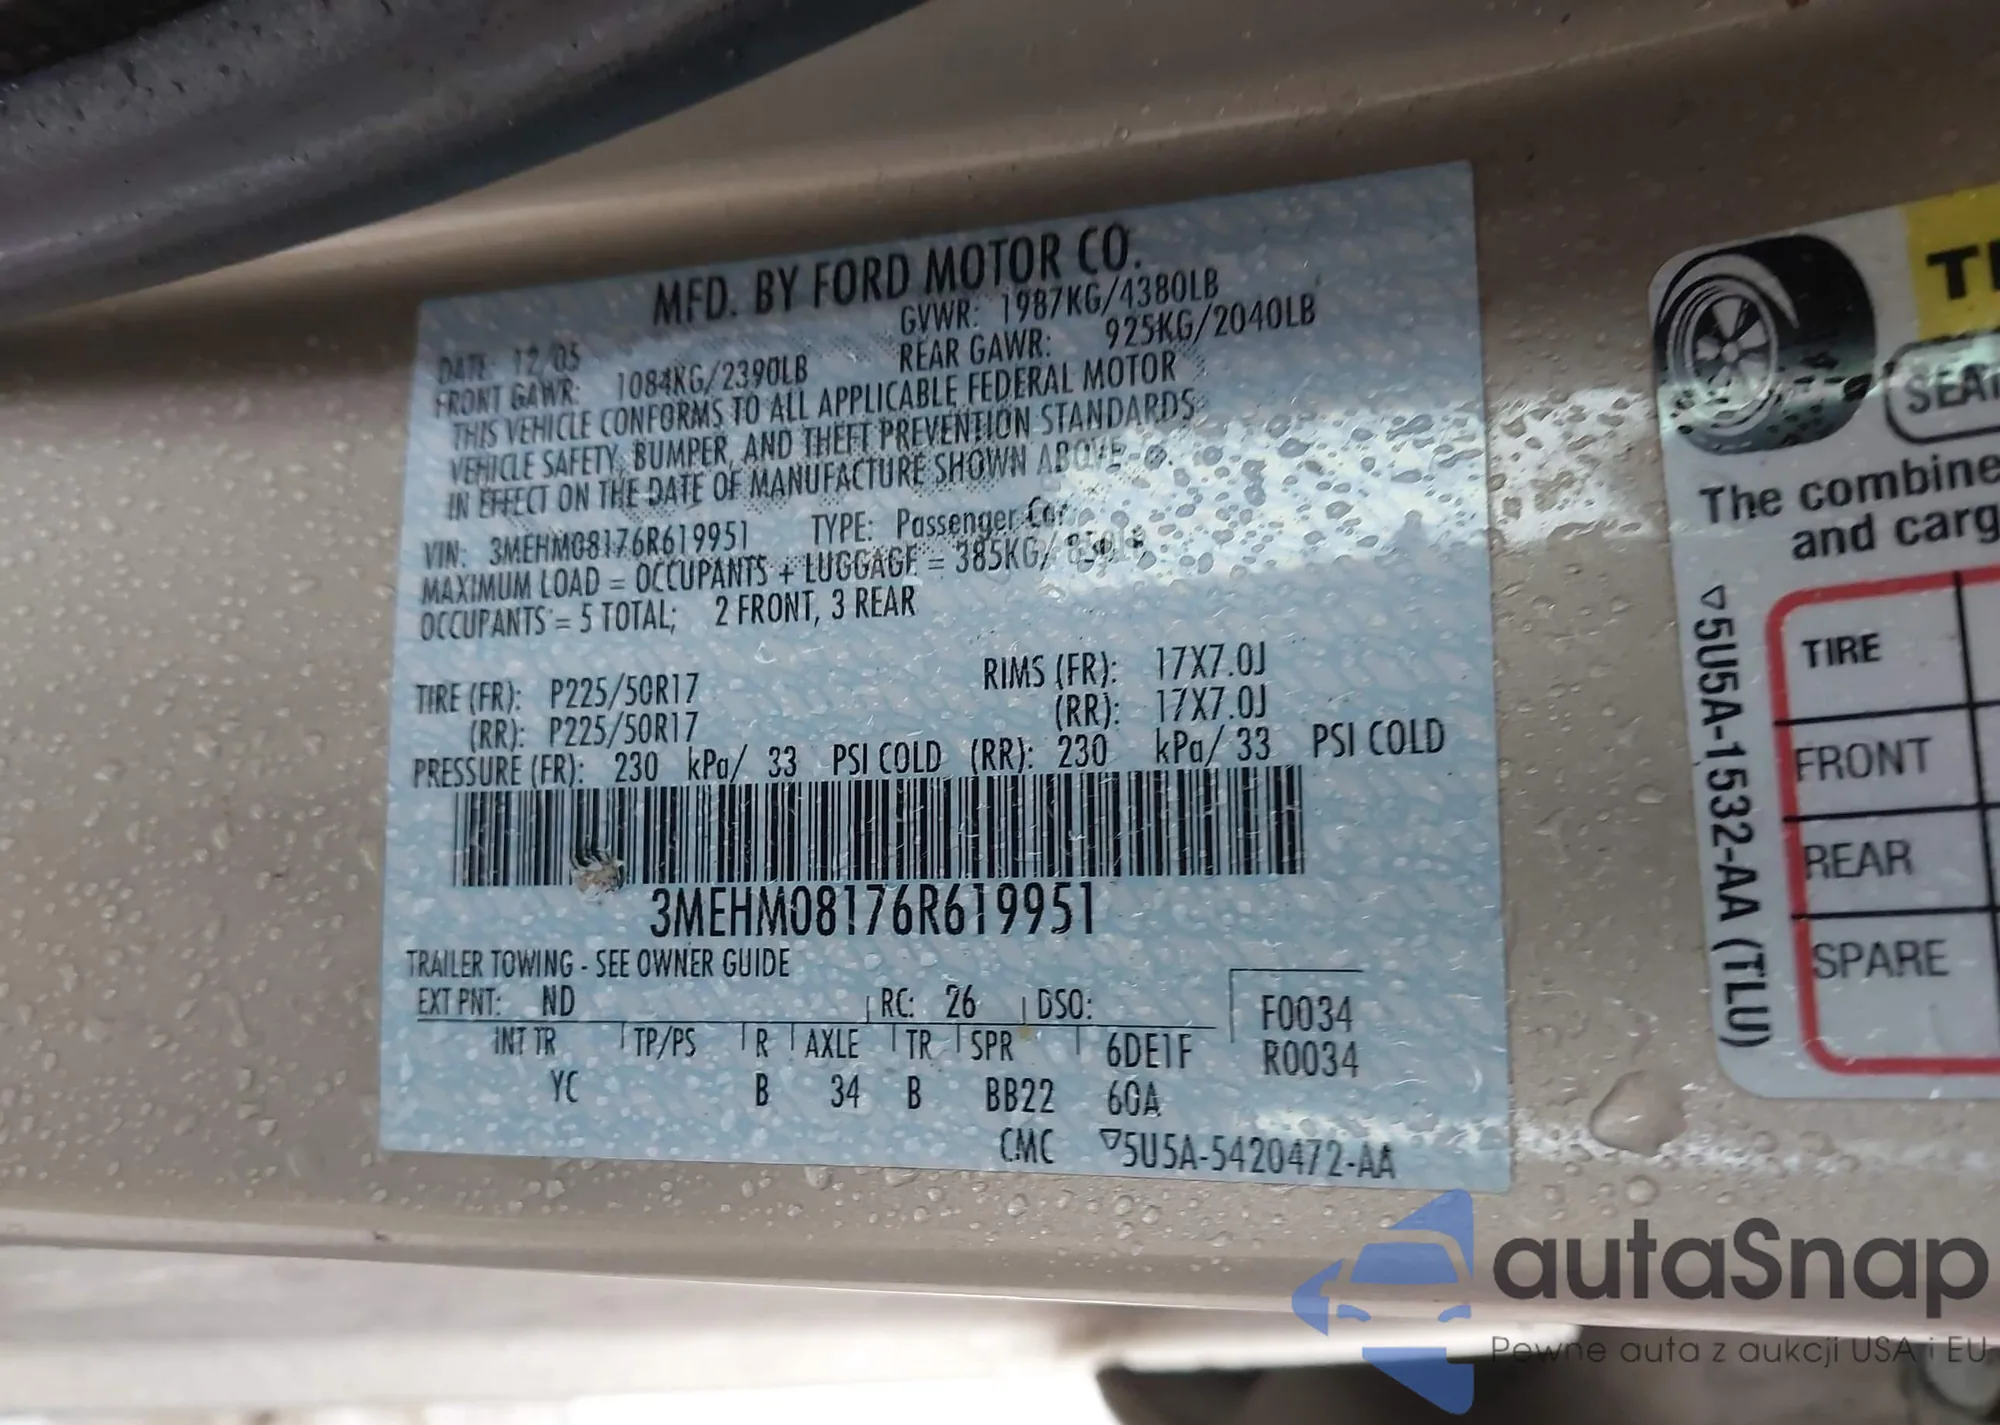 MFD. BY FORD MOTOR CO.
DATE: 12/05 GVWR: 1987KG/4380LB
FRONT GAWR: 1084KG/2390LB REAR GAWR: 925KG/2040LB
THIS VEHICLE CONFORMS TO ALL APPLICABLE FEDERAL MOTOR
VEHICLE SAFETY, BUMPER, AND THEFT PREVENTION STANDARDS
IN EFFECT ON THE DATE OF MANUFACTURE SHOWN ABOVE.
VIN: 3MEHM08176R619951 TYPE: Passenger Car
MAXIMUM LOAD = OCCUPANTS + LUGGAGE = 385KG/
OCCUPANTS = 5 TOTAL; 2 FRONT, 3 REAR
TIRE (FR): P225/50R17 RIMS (FR): 17X7.0J
(RR): P225/50R17 (RR): 17X7.0J
PRESSURE (FR): 230 kPa/ 33 PSI COLD (RR): 230 kPa/ 33 PSI COLD
3MEHM08176R619951
TRAILER TOWING - SEE OWNER GUIDE
EXT PNT: ND RC: 26 DSO: F0034
INT TR TP/PS R AXLE TR SPR 6DE1F R0034
YC B 34 B BB22 60A
CMC ▽5U5A-5420472-AA
TI
SEAT
The combine
and carg
▽5U5A-1532-AA (TLU)
TIRE
FRONT
REAR
SPARE
autaSnap
Pewne auta z aukcji USA i EU